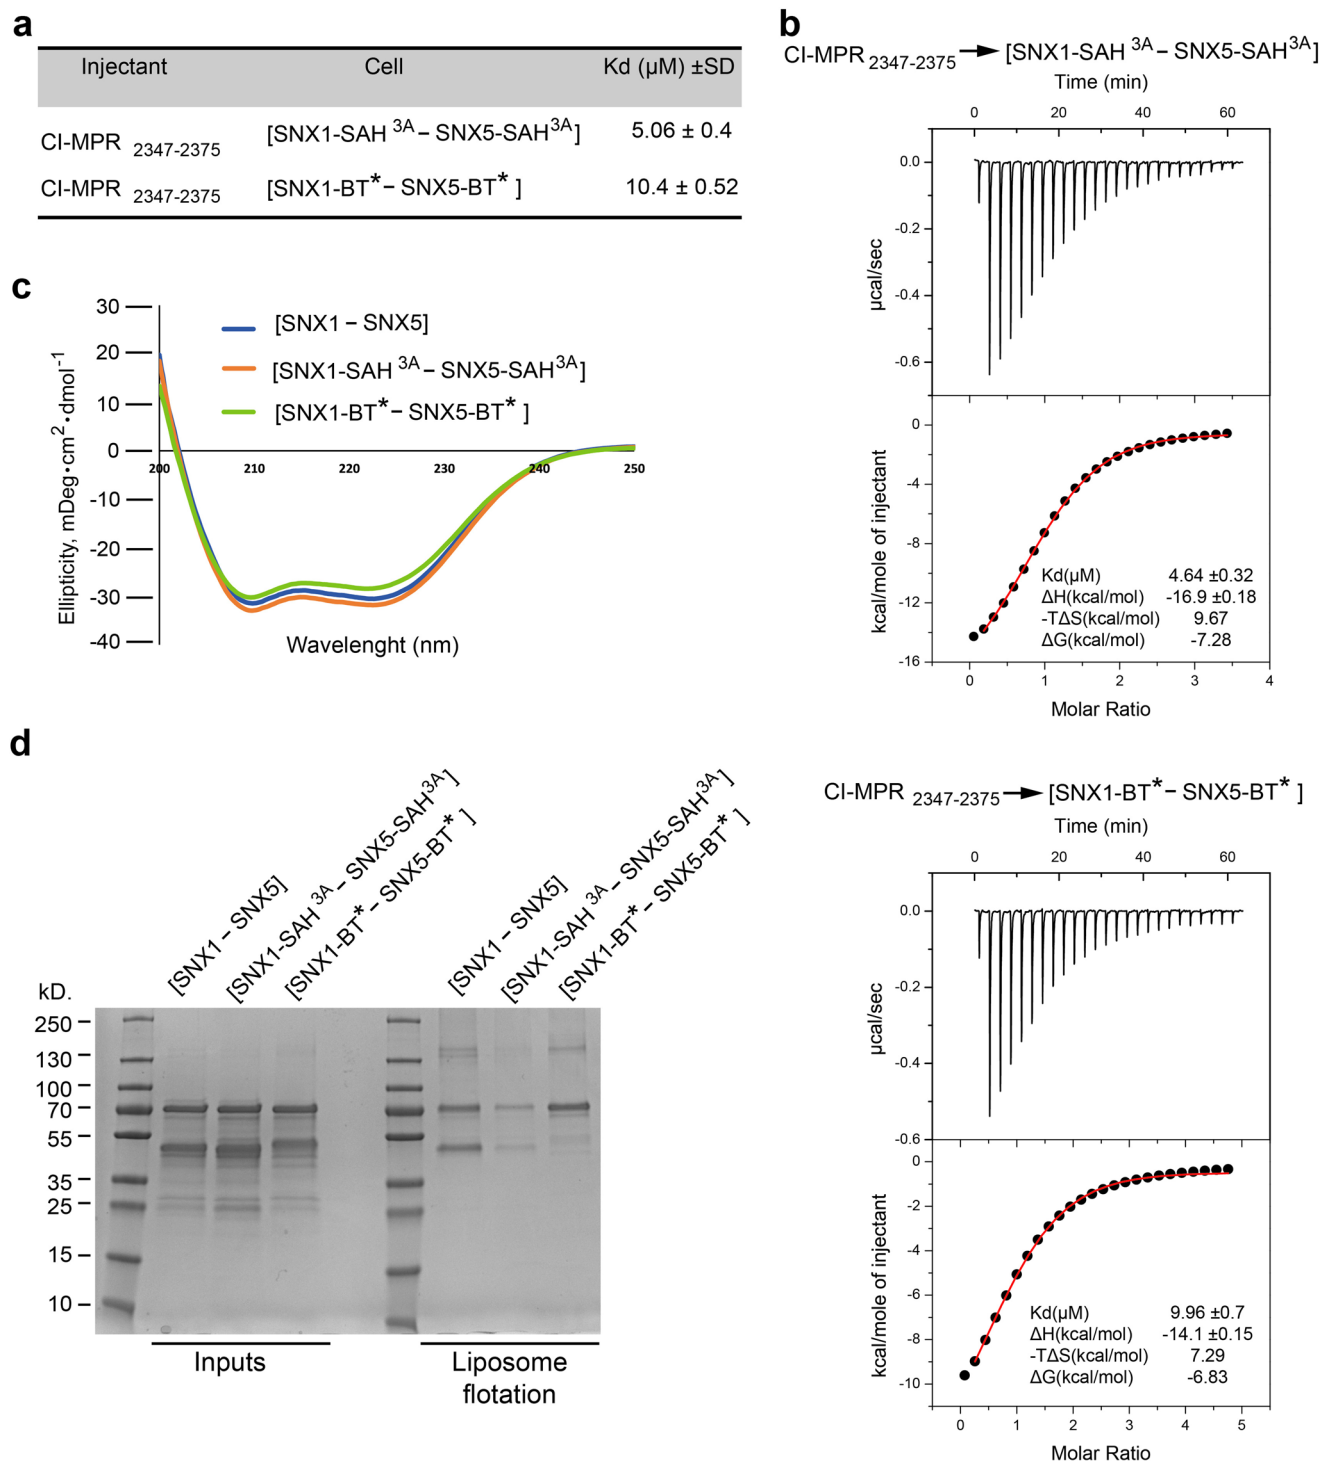 a
Injectant Cell Kd (µM) ±SD
CI-MPR 2347-2375 [SNX1-SAH 3A – SNX5-SAH3A] 5.06 ± 0.4
CI-MPR 2347-2375 [SNX1-BT* – SNX5-BT* ] 10.4 ± 0.52
b
CI-MPR 2347-2375 [SNX1-SAH 3A – SNX5-SAH3A]
Time (min)
0 20 40 60
0.0
-0.2
-0.4
-0.6
µcal/sec
0
-4
-8
-12
-16
kcal/mole of injectant
Kd(µM) 4.64 ±0.32
ΔH(kcal/mol) -16.9 ±0.18
-TΔS(kcal/mol) 9.67
ΔG(kcal/mol) -7.28
0 1 2 3 4
Molar Ratio
CI-MPR 2347-2375 [SNX1-BT* – SNX5-BT* ]
Time (min)
0 20 40 60
0.0
-0.2
-0.4
-0.6
µcal/sec
0
-2
-4
-6
-8
-10
kcal/mole of injectant
Kd(µM) 9.96 ±0.7
ΔH(kcal/mol) -14.1 ±0.15
-TΔS(kcal/mol) 7.29
ΔG(kcal/mol) -6.83
0 1 2 3 4 5
Molar Ratio
c
30
20
10
0
-10
-20
-30
-40
Ellipticity, mDeg•cm2•dmol-1
[SNX1 – SNX5]
[SNX1-SAH 3A – SNX5-SAH3A]
[SNX1-BT* – SNX5-BT* ]
200 210 220 230 240 250
Wavelenght (nm)
d
[SNX1 – SNX5]
[SNX1-SAH 3A – SNX5-SAH3A]
[SNX1-BT* – SNX5-BT* ]
[SNX1 – SNX5]
[SNX1-SAH 3A – SNX5-SAH3A]
[SNX1-BT* – SNX5-BT* ]
kD.
250
130
100
70
55
35
25
15
10
Inputs
Liposome
flotation